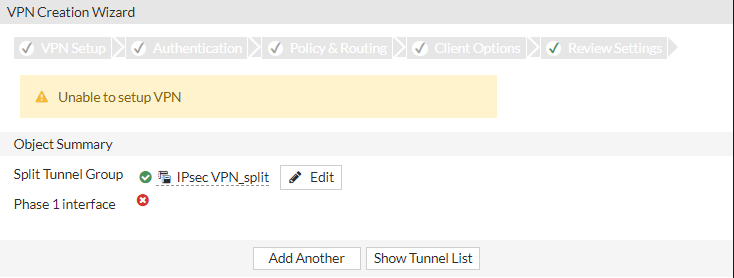 VPN Creation Wizard
VPN Setup Authentication Policy & Routing Client Options Review Settings
Unable to setup VPN
Object Summary
Split Tunnel Group IPsec VPN_split Edit
Phase 1 interface
Add Another Show Tunnel List